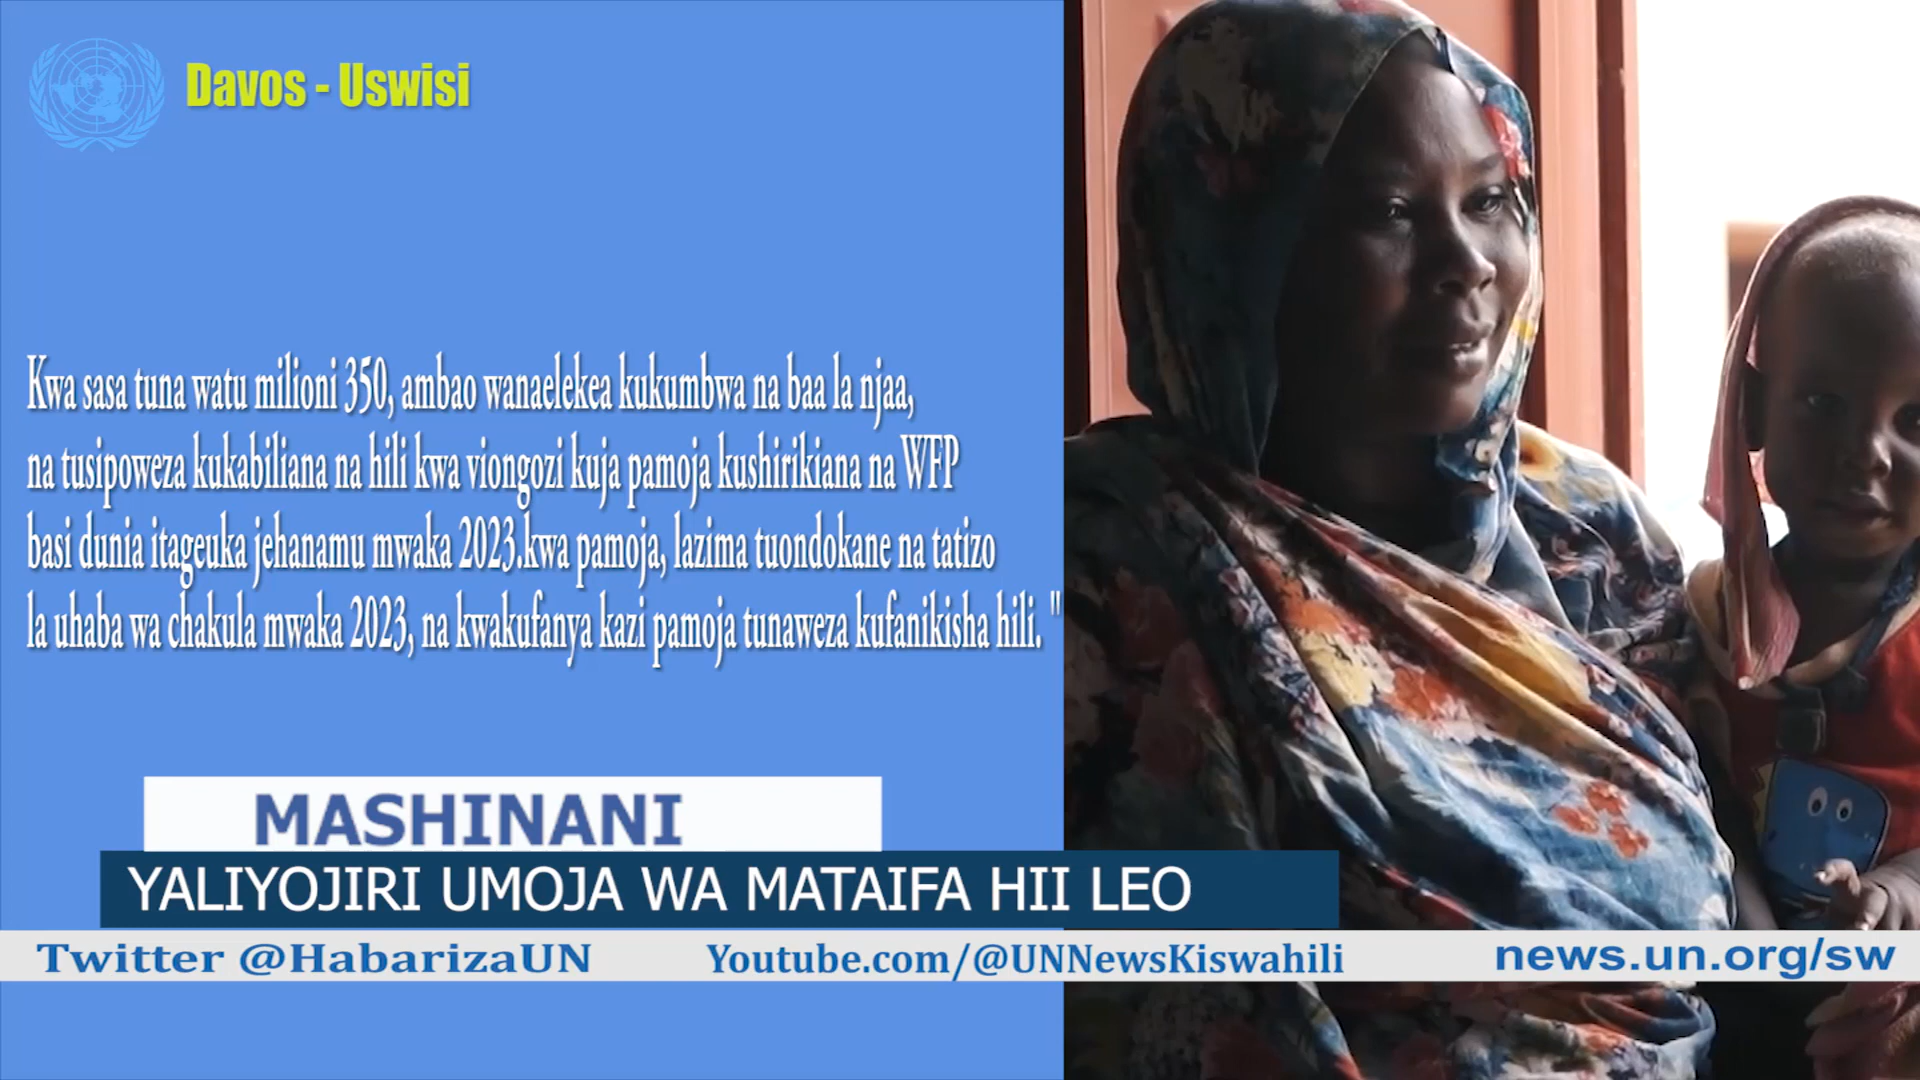 Davos - Uswisi
Kwa sasa tuna watu milioni 350, ambao wanaelekea kukumbwa na baa la njaa,
na tusipoweza kukabiliana na hili kwa viongozi kuja pamoja kushirikiana na WFP
basi dunia itageuka jehanamu mwaka 2023.kwa pamoja, lazima tuondokane na tatizo
la uhaba wa chakula mwaka 2023, na kwakufanya kazi pamoja tunaweza kufanikisha hili. "
MASHINANI
YALIYOJIRI UMOJA WA MATAIFA HII LEO
Twitter @HabarizaUN Youtube.com/@UNNewsKiswahili news.un.org/sw